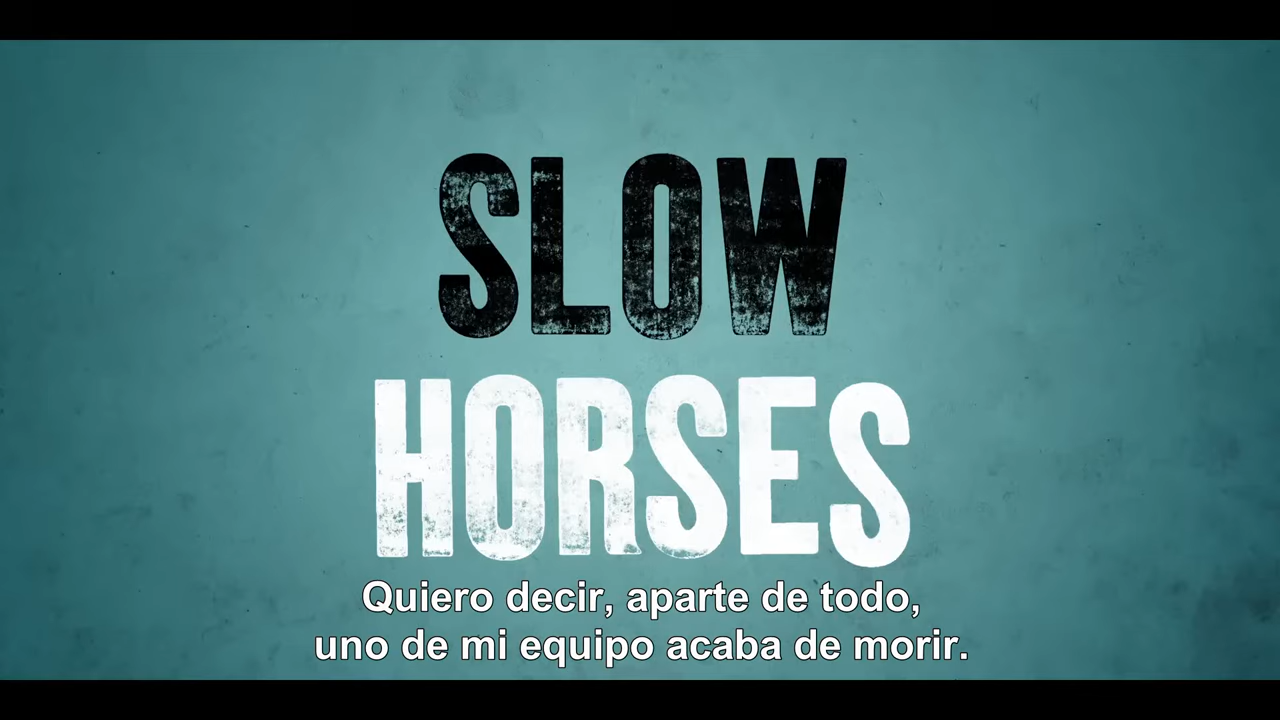 SLOW
HORSES
Quiero decir, aparte de todo,
uno de mi equipo acaba de morir.